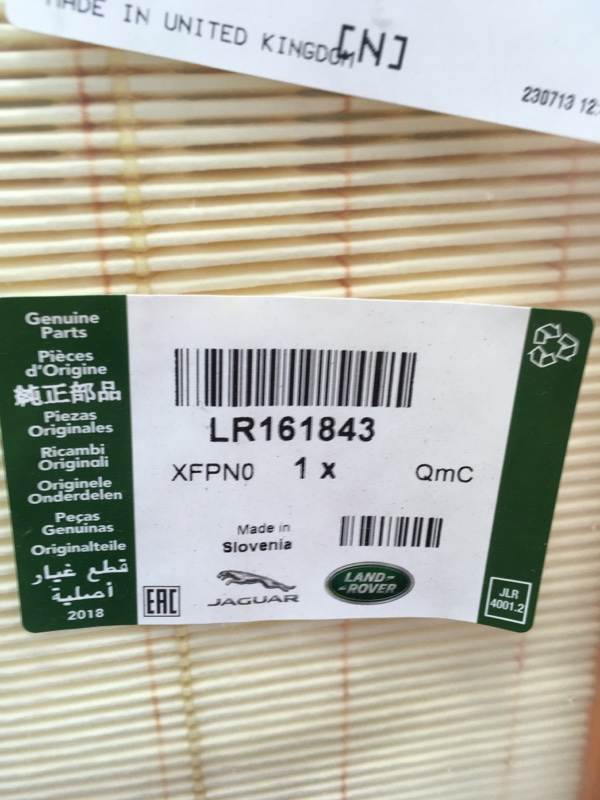 MADE IN UNITED KINGDOM [N]
230713 12:
Genuine
Parts
Pièces
d'Origine
純正部品
Piezas
Originales
Ricambi
Originali
Originele
Onderdelen
Peças
Genuinas
Originalteile
قطع غيار
أصلية
2018
LR161843
XFPN0 1 x QmC
Made in
Slovenia
JAGUAR
LAND-
-ROVER
EAC
JLR
4001.2